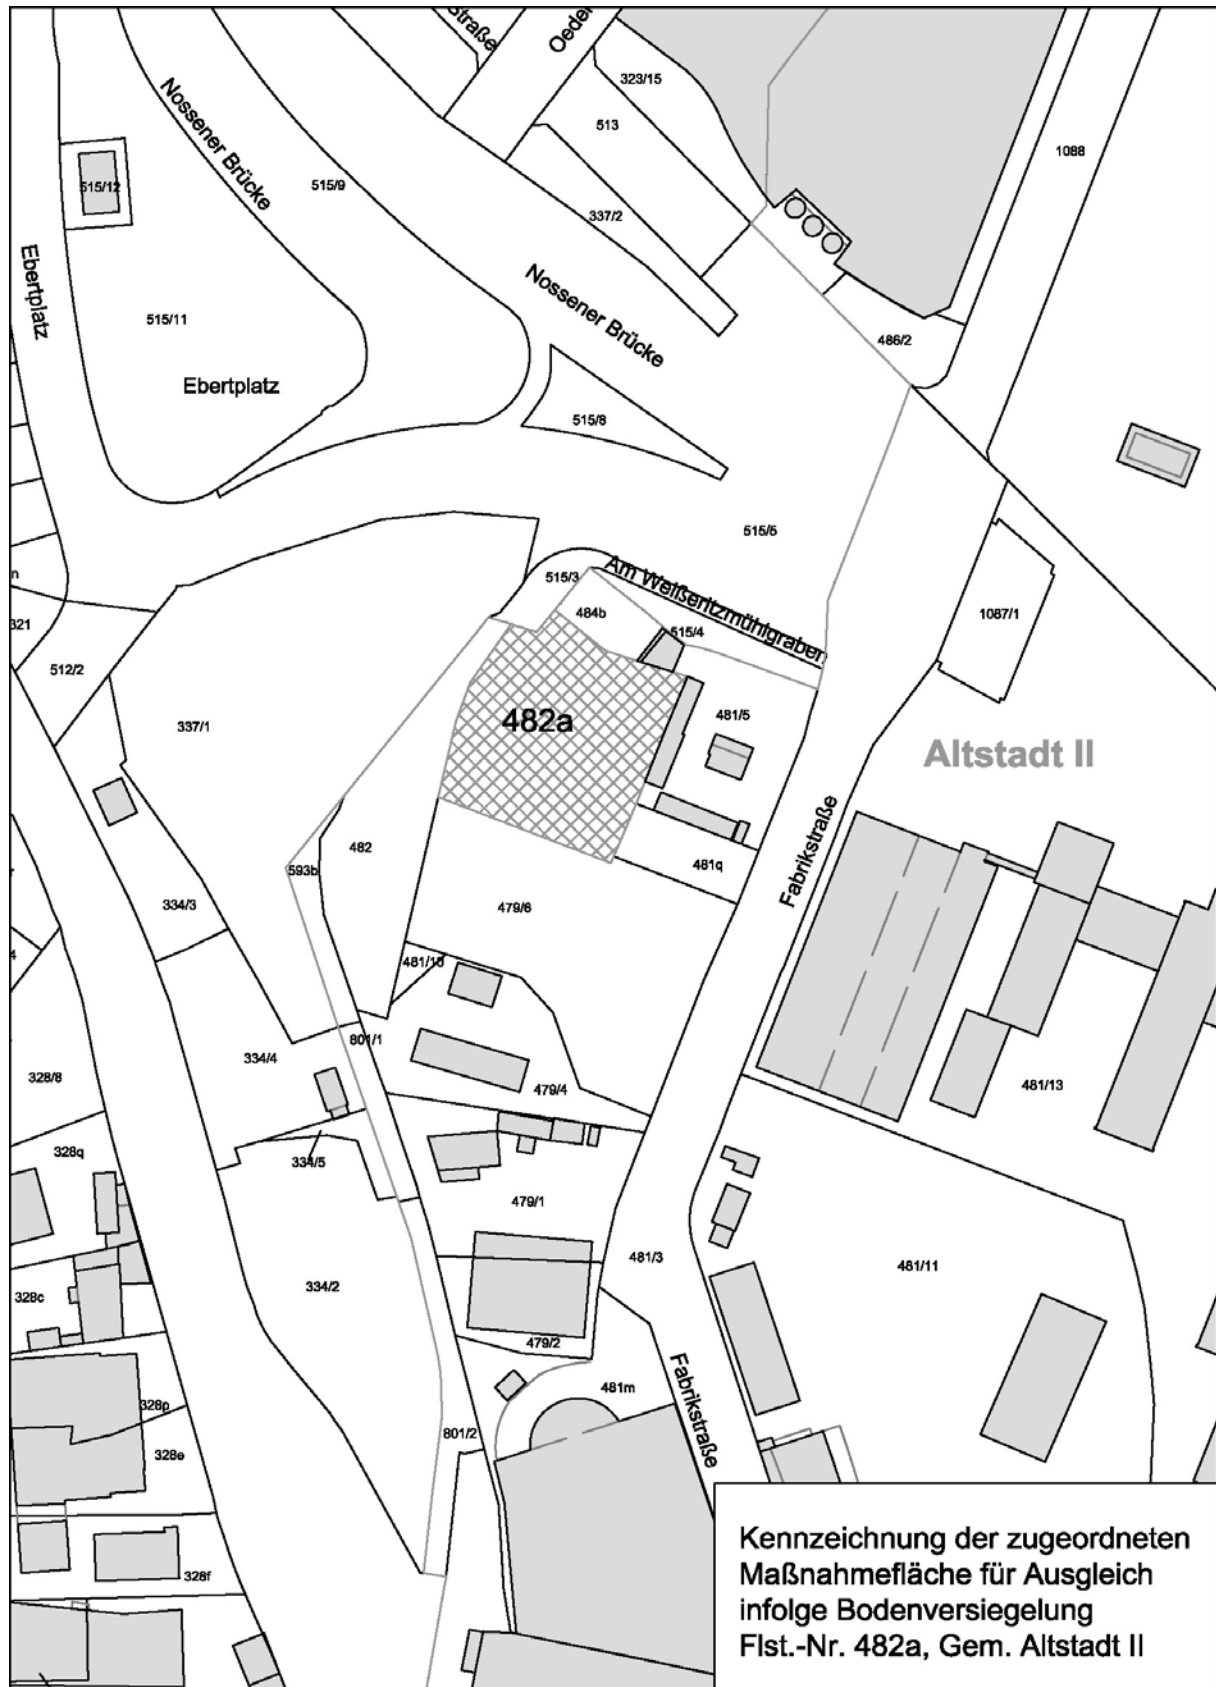 Straße
Oeder
323/15
513
1088
Nossener Brücke
515/12
515/9
337/2
Ebertplatz
Nossener Brücke
515/11
486/2
Ebertplatz
515/8
515/5
Am Weißeritzmühlgraben
515/3
n
484b
321
1087/1
515/4
512/2
482a
481/5
337/1
Altstadt II
Fabrikstraße
482
481q
593b
334/3
479/6
481/13
801/1
334/4
328/8
479/4
481/13
328q
334/5
479/1
481/3
481/11
334/2
328c
479/2
481m
Fabrikstraße
328p
801/2
328e
328f
Kennzeichnung der zugeordneten
Maßnahmefläche für Ausgleich
infolge Bodenversiegelung
Flst.-Nr. 482a, Gem. Altstadt II